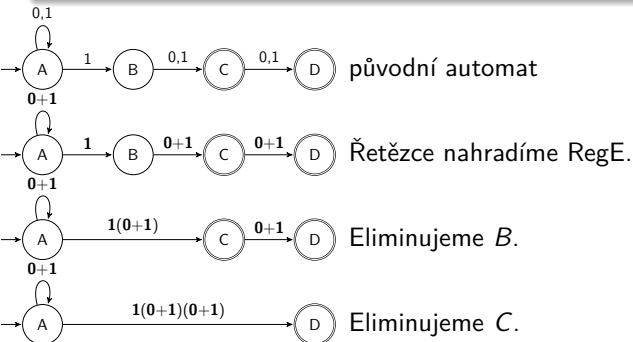 0,1
A 1 B 0,1 C 0,1 D původní automat
0+1
A 1 B 0+1 C 0+1 D Řetězce nahradíme RegE.
0+1
A 1(0+1) C 0+1 D Eliminujeme B.
0+1
A 1(0+1)(0+1) D Eliminujeme C.